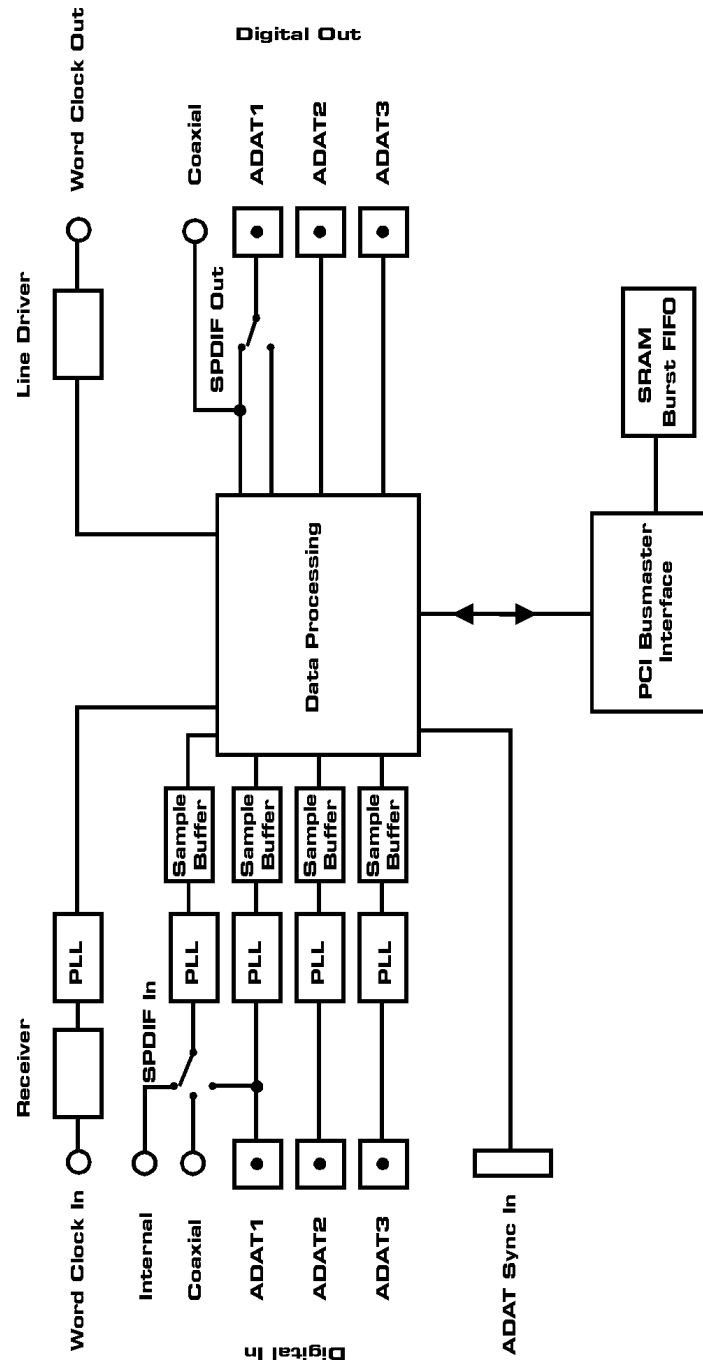 Digital Out
Word Clock Out
Coaxial
ADAT1
ADAT2
ADAT3
Line Driver
SPDIF Out
SRAM
Burst FIFO
Data Processing
PCI Busmaster
Interface
Sample
Buffer
Sample
Buffer
Sample
Buffer
Sample
Buffer
PLL
PLL
PLL
PLL
PLL
Receiver
SPDIF In
Word Clock In
Internal
Coaxial
ADAT1
ADAT2
ADAT3
ADAT Sync In
Digital In